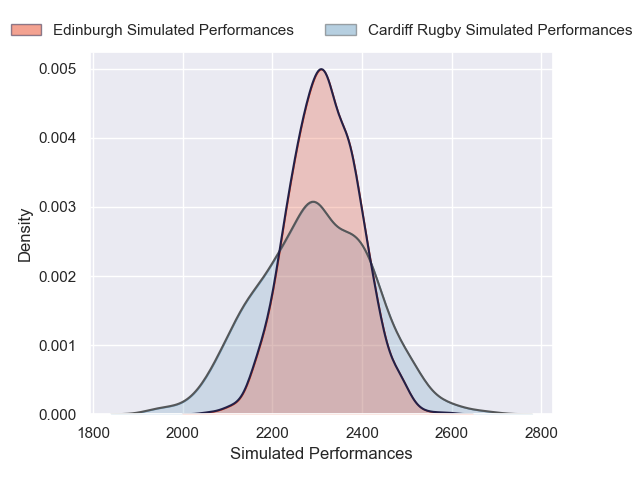 Edinburgh Simulated Performances Cardiff Rugby Simulated Performances
0.005
0.004
0.003
0.002
0.001
0.000
Density
1800 2000 2200 2400 2600 2800
Simulated Performances